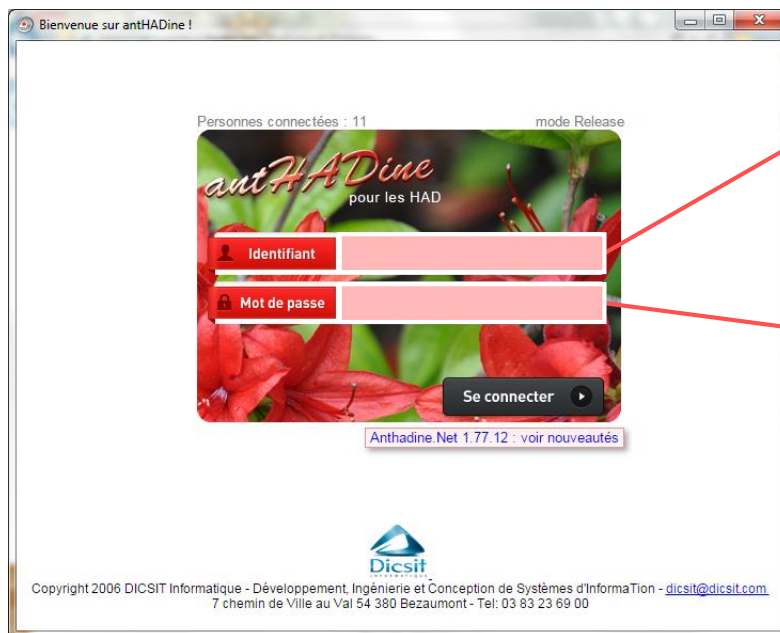 Bienvenue sur antHADine !
Personnes connectées : 11
mode Release
antHADine
pour les HAD
Identifiant
Mot de passe
Se connecter
Anthadine.Net 1.77.12 : voir nouveautés
Dicsit
INFORMATIQUE
Copyright 2006 DICSIT Informatique - Développement, Ingénierie et Conception de Systèmes d'InformaTion - dicsit@dicsit.com
7 chemin de Ville au Val 54 380 Bezaumont - Tel: 03 83 23 69 00